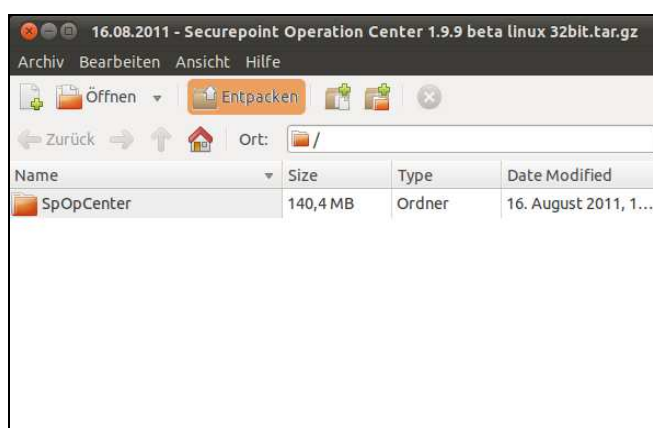 16.08.2011 - Securepoint Operation Center 1.9.9 beta linux 32bit.tar.gz
Archiv Bearbeiten Ansicht Hilfe
Öffnen Entpacken
Zurück Ort: /
Name Size Type Date Modified
SpOpCenter 140,4 MB Ordner 16. August 2011, 1...